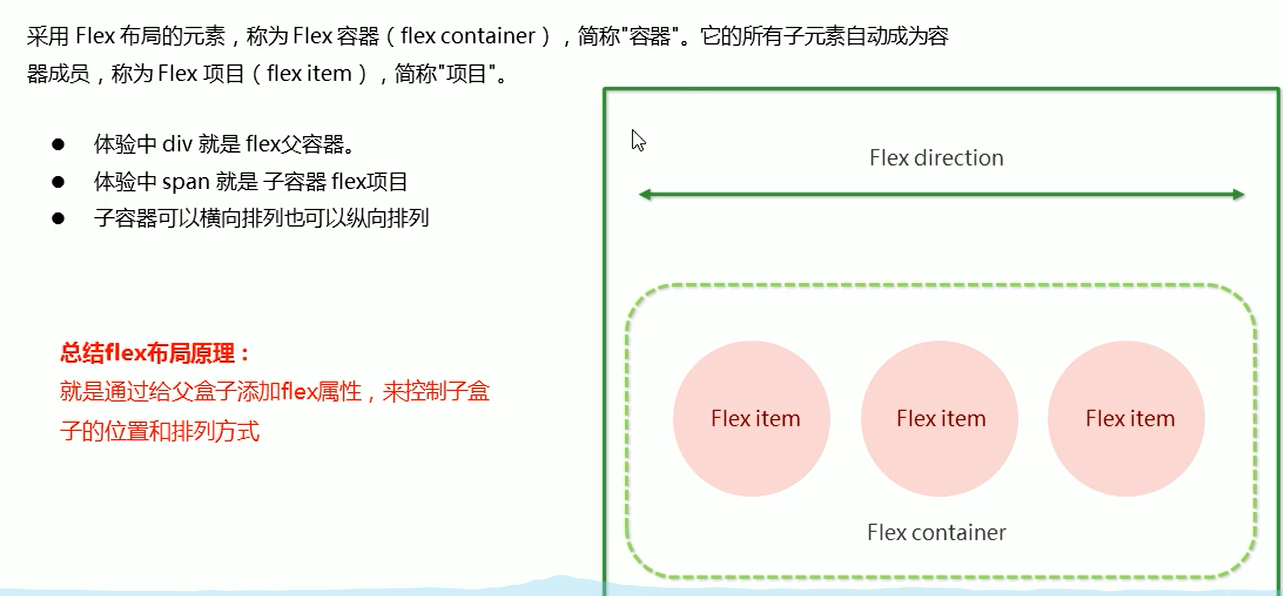 采用 Flex 布局的元素，称为 Flex 容器（flex container），简称"容器"。它的所有子元素自动成为容
器成员，称为 Flex 项目（flex item），简称"项目"。
● 体验中 div 就是 flex父容器。
● 体验中 span 就是 子容器 flex项目
● 子容器可以横向排列也可以纵向排列
总结flex布局原理：
就是通过给父盒子添加flex属性，来控制子盒
子的位置和排列方式
Flex direction
Flex item Flex item Flex item
Flex container